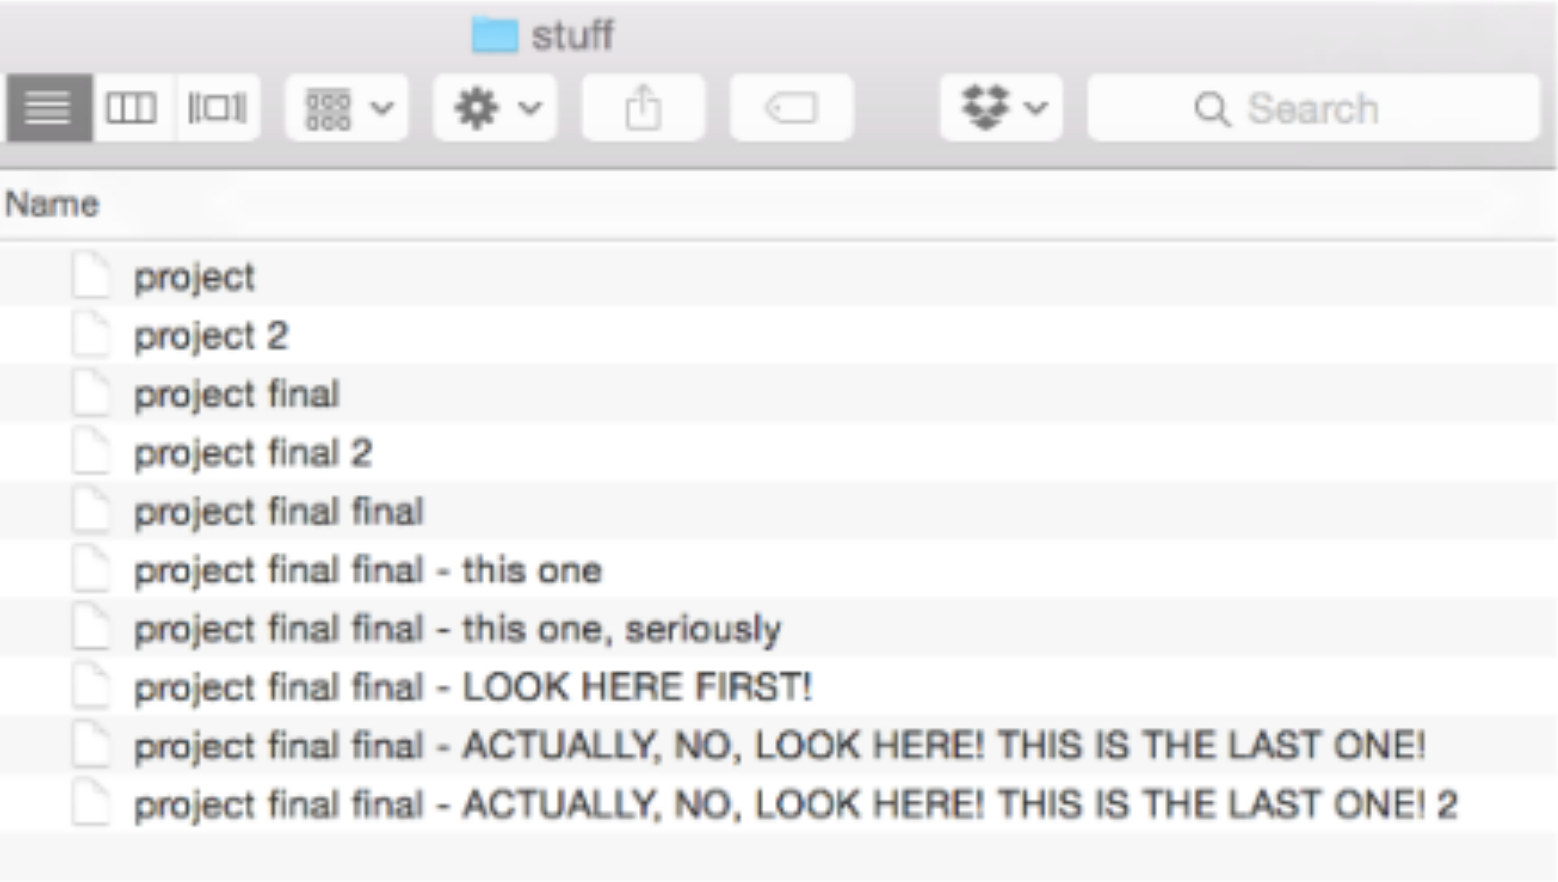 stuff
Search
Name
project
project 2
project final
project final 2
project final final
project final final - this one
project final final - this one, seriously
project final final - LOOK HERE FIRST!
project final final - ACTUALLY, NO, LOOK HERE! THIS IS THE LAST ONE!
project final final - ACTUALLY, NO, LOOK HERE! THIS IS THE LAST ONE! 2